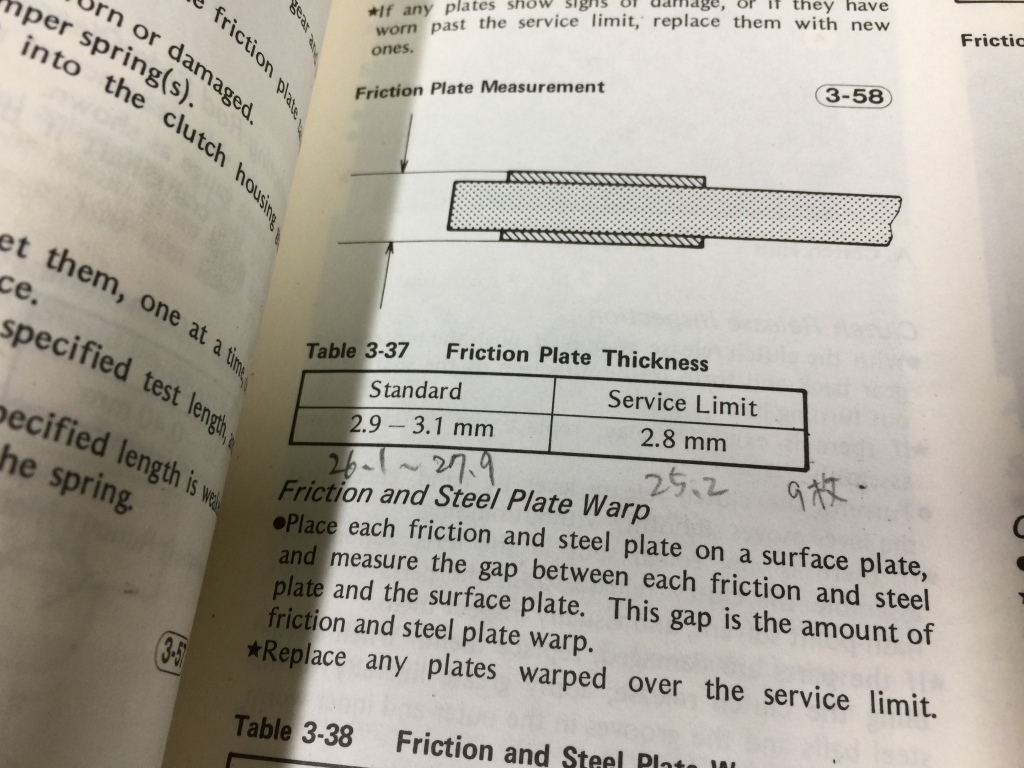 gear and
e friction plate
orn or damaged.
mper spring(s).
into the clutch housing
et them, one at a time,
ce.
specified test length,
pecified length is
he spring.
3-57
★If any plates show signs of damage, or if they have
worn past the service limit, replace them with new
ones.
Friction Plate Measurement 3-58
Table 3-37 Friction Plate Thickness
Standard Service Limit
2.9 – 3.1 mm 2.8 mm
26.1 ~ 27.9 25.2 9枚
Friction and Steel Plate Warp
●Place each friction and steel plate on a surface plate,
and measure the gap between each friction and steel
plate and the surface plate. This gap is the amount of
friction and steel plate warp.
★Replace any plates warped over the service limit.
Table 3-38 Friction and Steel Plate W
Frictio